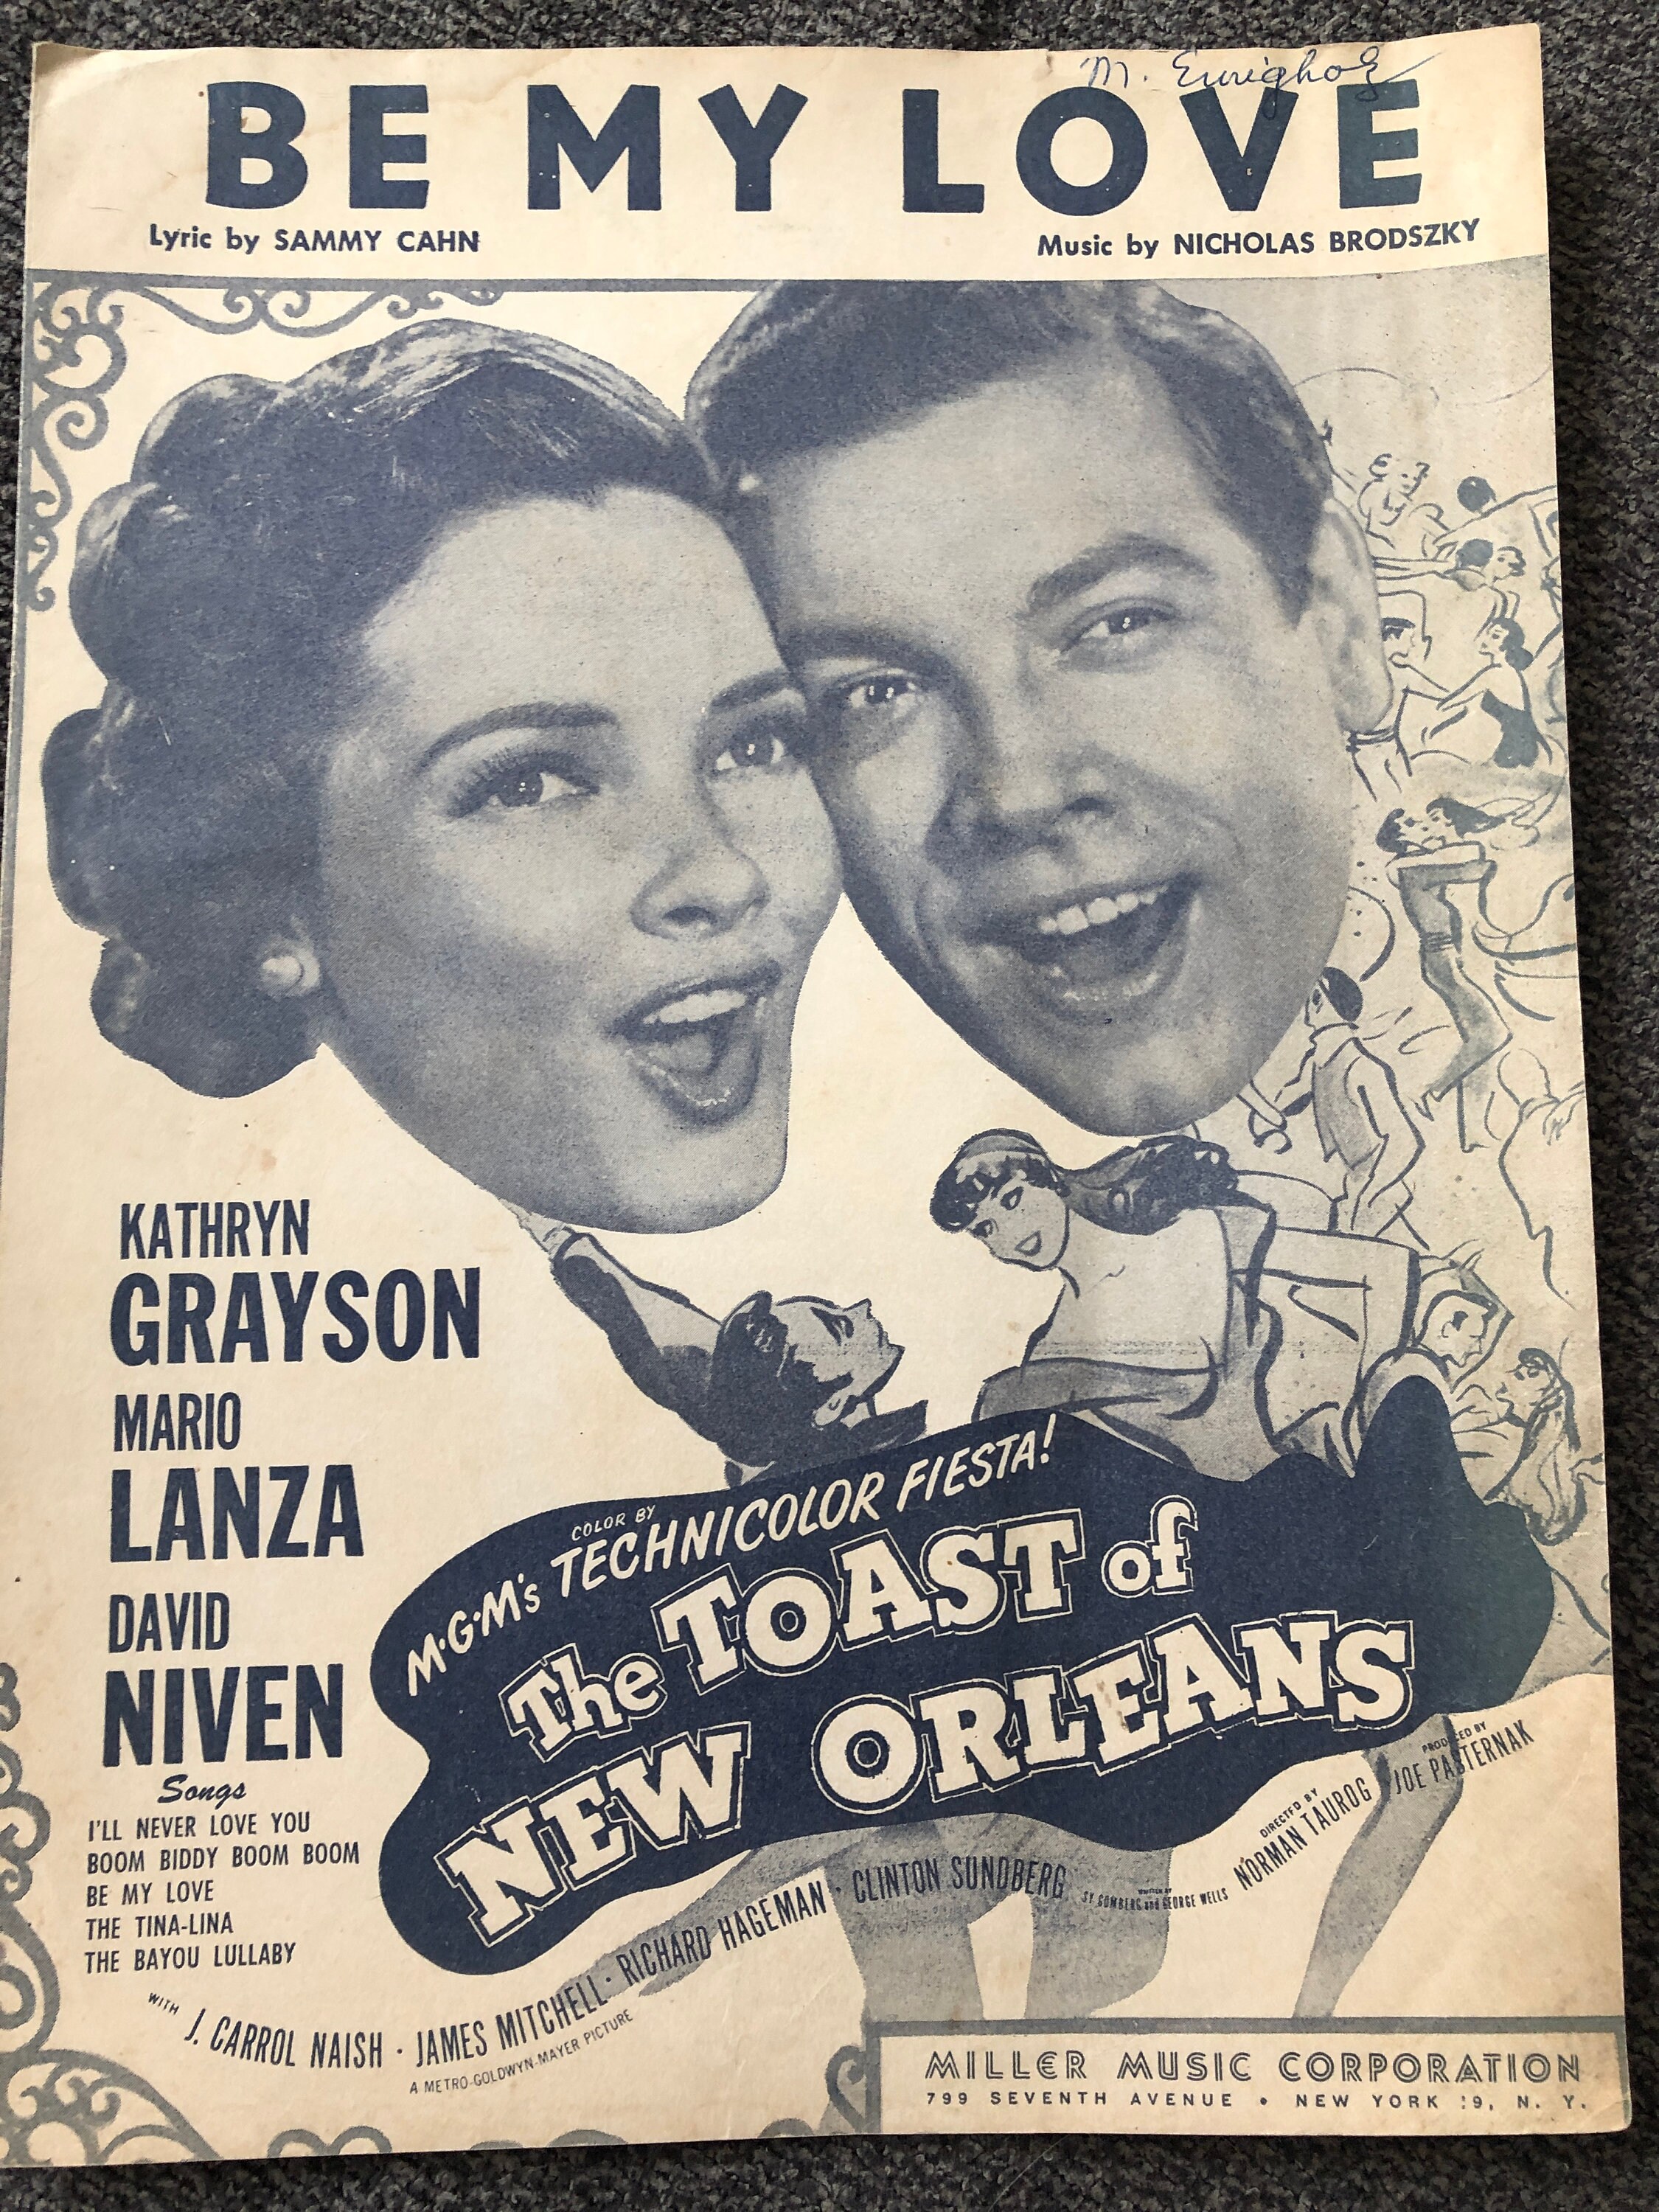 BE MY LOVE
Lyric by SAMMY CAHN
Music by NICHOLAS BRODSZKY
KATHRYN
GRAYSON
MARIO
LANZA
DAVID
NIVEN
Songs
I'LL NEVER LOVE YOU
BOOM BIDDY BOOM BOOM
BE MY LOVE
THE TINA-LINA
THE BAYOU LULLABY
COLOR BY
M·G·M's TECHNICOLOR FIESTA!
The TOAST of
NEW ORLEANS
WITH J. CARROL NAISH · JAMES MITCHELL · RICHARD HAGEMAN · CLINTON SUNDBERG
WRITTEN BY
SY GOMBERG and GEORGE WELLS
DIRECTED BY
NORMAN TAUROG
PRODUCED BY
JOE PASTERNAK
A METRO-GOLDWYN-MAYER PICTURE
MILLER MUSIC CORPORATION
799 SEVENTH AVENUE • NEW YORK 19, N. Y.